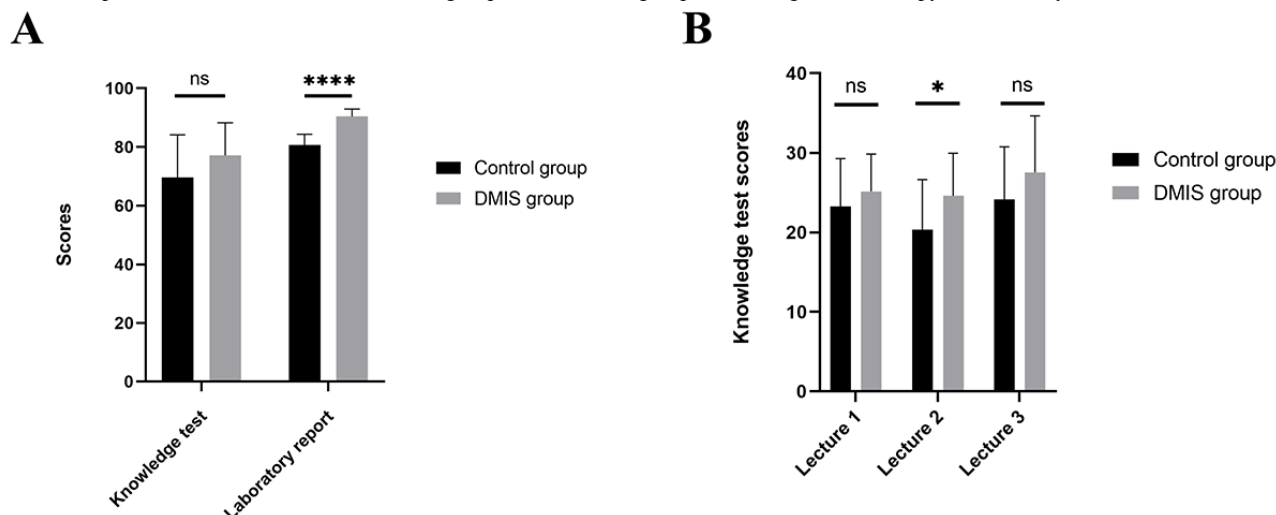 A
B
ns
****
100
80
60
40
20
0
Scores
Knowledge test
Laboratory report
Control group
DMIS group
ns
*
ns
40
30
20
10
0
Knowledge test scores
Lecture 1
Lecture 2
Lecture 3
Control group
DMIS group